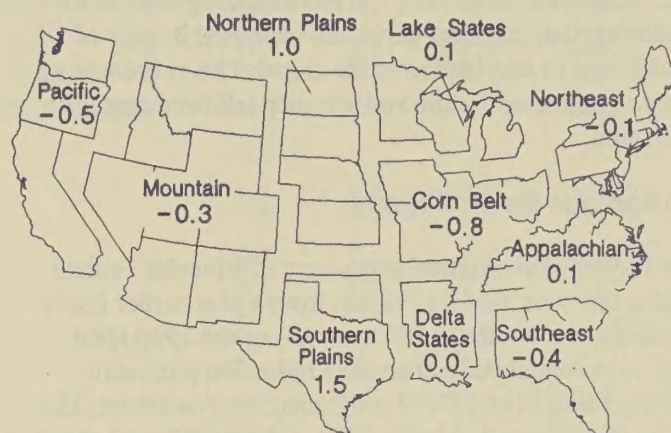 Northern Plains
1.0
Lake States
0.1
Pacific
−0.5
Northeast
−0.1
Mountain
−0.3
Corn Belt
−0.8
Appalachian
0.1
Southern
Plains
1.5
Delta
States
0.0
Southeast
−0.4